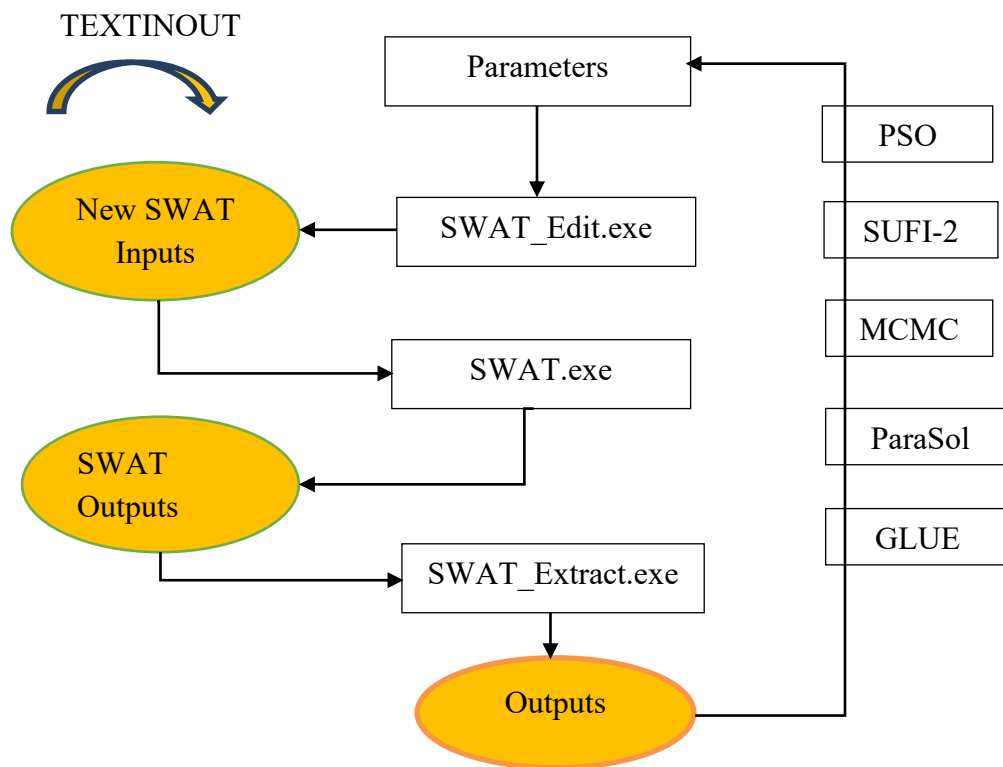 TEXTINOUT
Parameters
PSO
New SWAT
Inputs
SWAT_Edit.exe
SUFI-2
SWAT.exe
MCMC
SWAT
Outputs
ParaSol
SWAT_Extract.exe
GLUE
Outputs